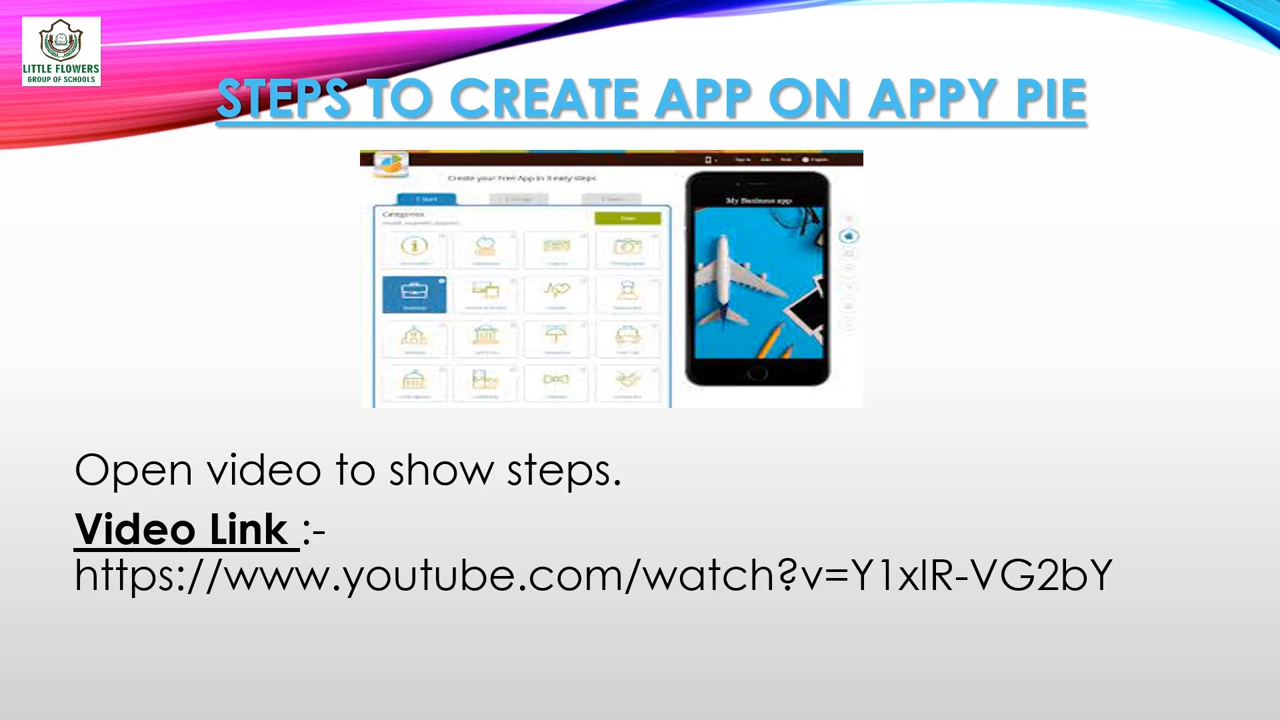 LITTLE FLOWERS
GROUP OF SCHOOLS
STEPS TO CREATE APP ON APPY PIE
Create your Free App in 3 easy steps
Categories
My Business app
Open video to show steps.
Video Link :-
https://www.youtube.com/watch?v=Y1xIR-VG2bY